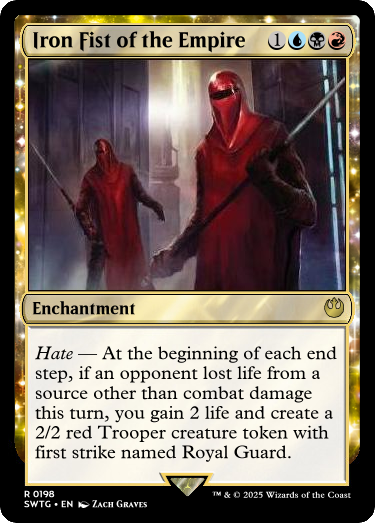 Iron Fist of the Empire 1
Enchantment
Hate — At the beginning of each end
step, if an opponent lost life from a
source other than combat damage
this turn, you gain 2 life and create a
2/2 red Trooper creature token with
first strike named Royal Guard.
R 0198
SWTG • EN Zach Graves
™ & © 2025 Wizards of the Coast